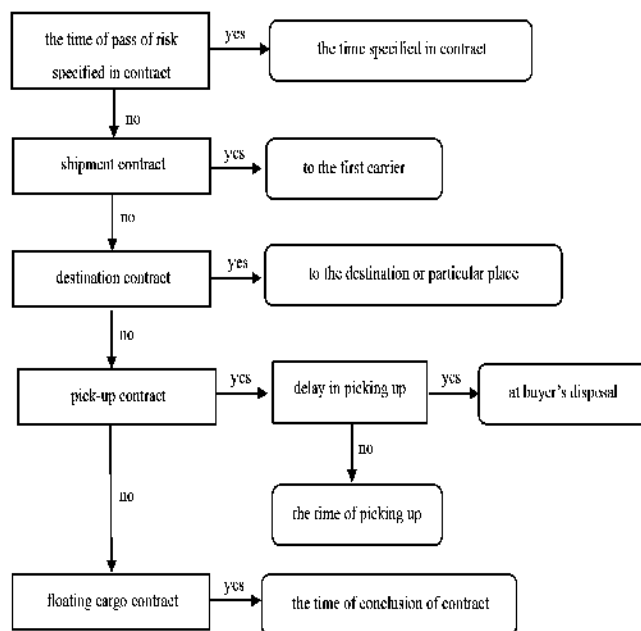 the time of pass of risk
specified in contract
yes
the time specified in contract
no
shipment contract
yes
to the first carrier
no
destination contract
yes
to the destination or particular place
no
pick-up contract
yes
delay in picking up
yes
at buyer's disposal
no
the time of picking up
no
floating cargo contract
yes
the time of conclusion of contract